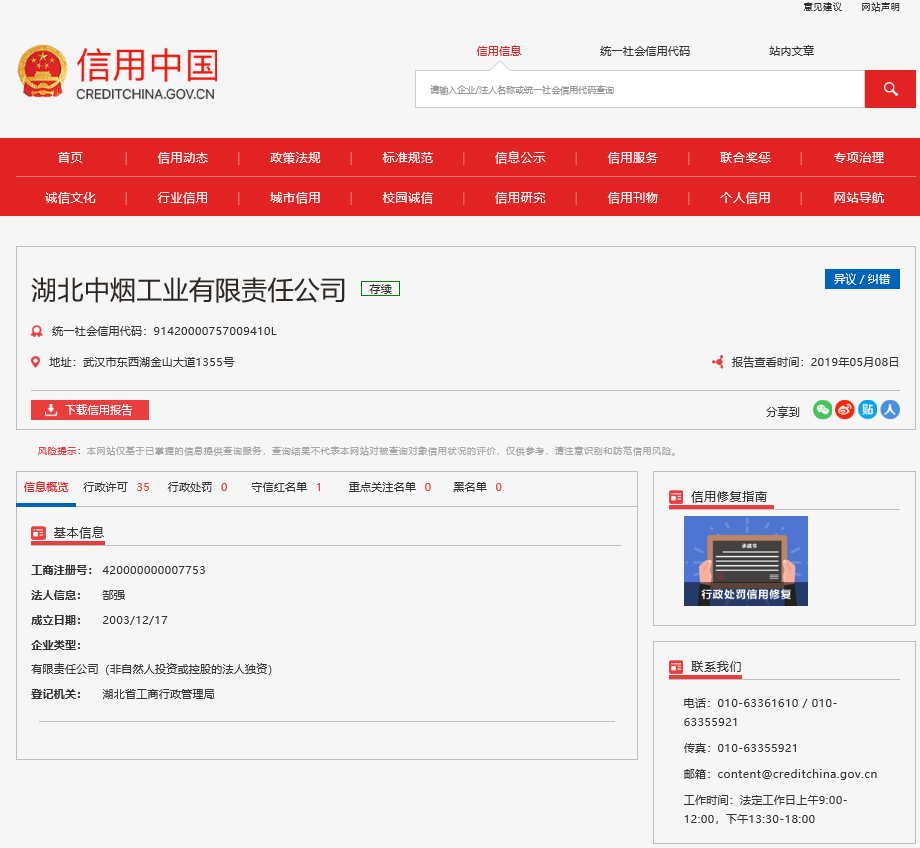 意见建议 网站声明
信用中国
CREDITCHINA.GOV.CN
信用信息 统一社会信用代码 站内文章
请输入企业/法人名称或统一社会信用代码查询
首页 | 信用动态 | 政策法规 | 标准规范 | 信息公示 | 信用服务 | 联合奖惩 | 专项治理
诚信文化 | 行业信用 | 城市信用 | 校园诚信 | 信用研究 | 信用刊物 | 个人信用 | 网站导航
湖北中烟工业有限责任公司 存续
异议 / 纠错
统一社会信用代码：91420000757009410L
地址：武汉市东西湖金山大道1355号
报告查看时间：2019年05月08日
下载信用报告
分享到
贴 人
风险提示：本网站仅基于已掌握的信息提供查询服务，查询结果不代表本网站对被查询对象信用状况的评价，仅供参考，请注意识别和防范信用风险。
信息概览 行政许可 35 行政处罚 0 守信红名单 1 重点关注名单 0 黑名单 0
基本信息
工商注册号： 420000000007753
法人信息： 郜强
成立日期： 2003/12/17
企业类型：
有限责任公司（非自然人投资或控股的法人独资）
登记机关： 湖北省工商行政管理局
信用修复指南
承诺书
行政处罚信用修复
联系我们
电话：010-63361610 / 010-
63355921
传真：010-63355921
邮箱：content@creditchina.gov.cn
工作时间：法定工作日上午9:00-
12:00，下午13:30-18:00